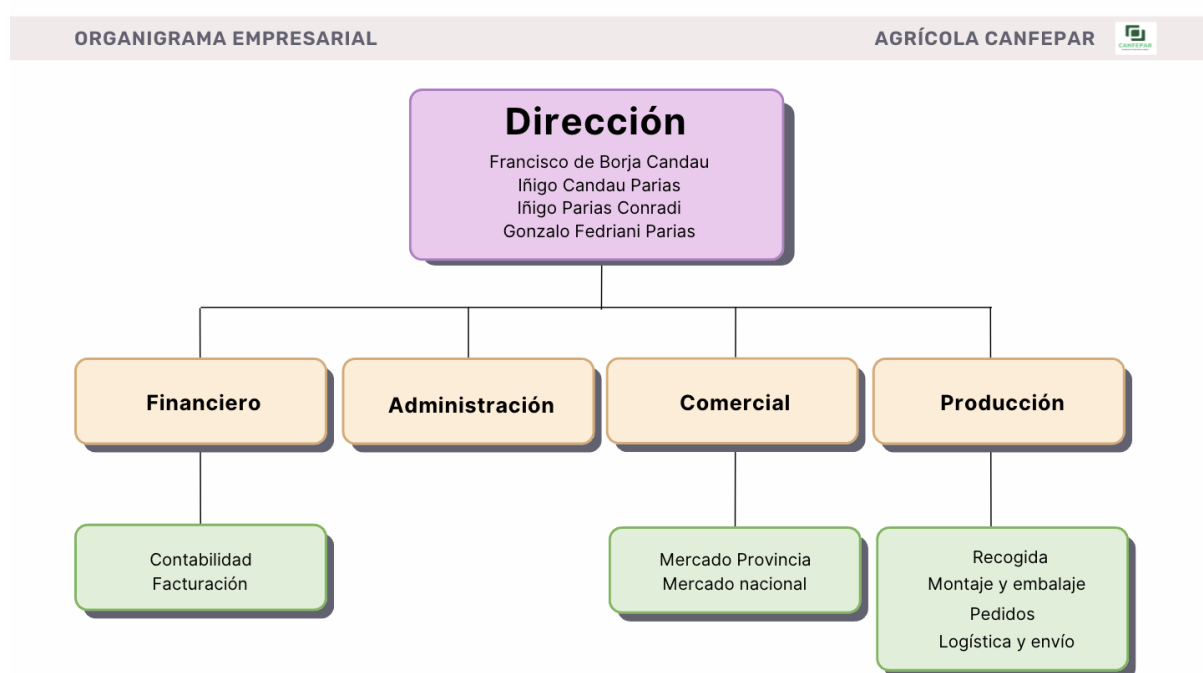 ORGANIGRAMA EMPRESARIAL
AGRÍCOLA CANFEPAR
CANFEPAR
Dirección
Francisco de Borja Candau
Iñigo Candau Parias
Iñigo Parias Conradi
Gonzalo Fedriani Parias
Financiero
Administración
Comercial
Producción
Contabilidad
Facturación
Mercado Provincia
Mercado nacional
Recogida
Montaje y embalaje
Pedidos
Logística y envío